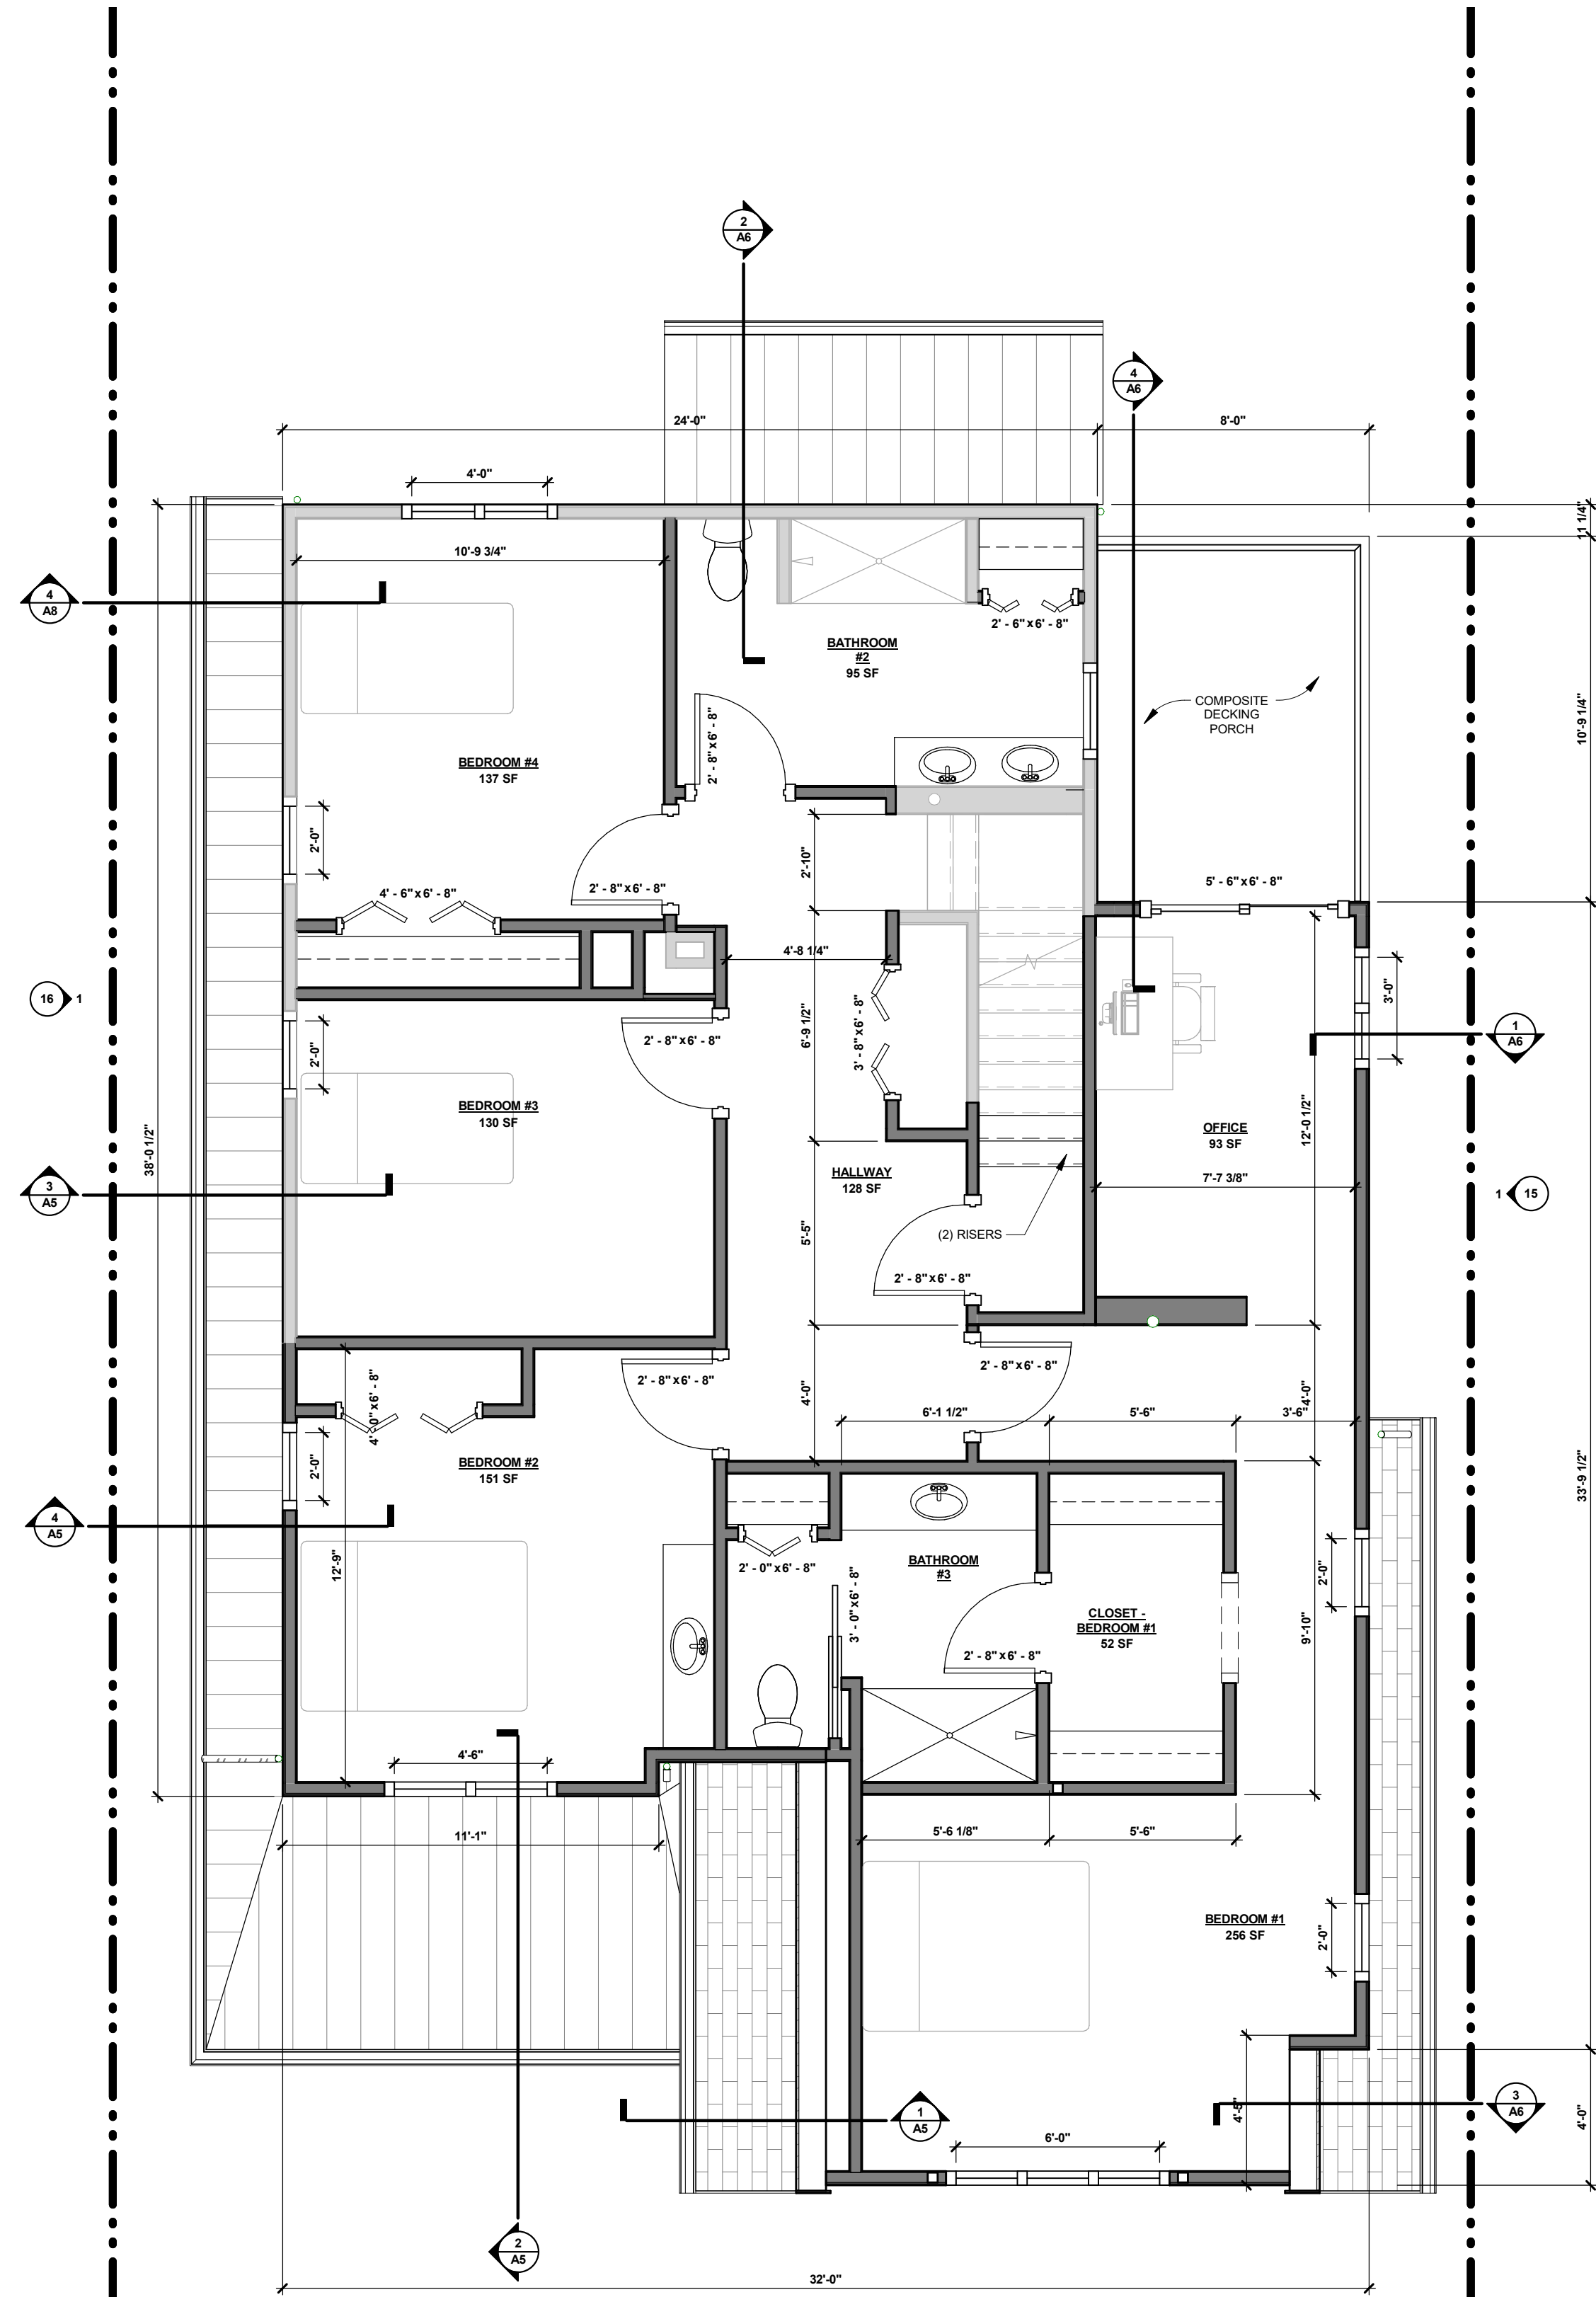 2
A6
4
A6
24'-0"
8'-0"
4'-0"
11 1/4"
10'-9 3/4"
4
A8
2' - 6" x 6' - 8"
BATHROOM
#2
95 SF
COMPOSITE
DECKING
PORCH
10'-9 1/4"
2' - 8" x 6' - 8"
BEDROOM #4
137 SF
2'-0"
2'-10"
4' - 6" x 6' - 8"
2' - 8" x 6' - 8"
5' - 6" x 6' - 8"
4'-8 1/4"
3'-0"
16
1
2' - 8" x 6' - 8"
6'-9 1/2"
3' - 8" x 6' - 8"
1
A6
2'-0"
BEDROOM #3
130 SF
38'-0 1/2"
OFFICE
93 SF
12'-0 1/2"
HALLWAY
128 SF
7'-7 3/8"
3
A5
1
15
5'-5"
(2) RISERS
2' - 8" x 6' - 8"
2' - 8" x 6' - 8"
2' - 8" x 6' - 8"
4' - 0" x 6' - 8"
4'-0"
6'-1 1/2"
5'-6"
3'-6"
4'-0"
2'-0"
BEDROOM #2
151 SF
33'-9 1/2"
4
A5
12'-9"
2' - 0" x 6' - 8"
BATHROOM
#3
3' - 0" x 6' - 8"
2'-0"
CLOSET -
BEDROOM #1
52 SF
9'-10"
2' - 8" x 6' - 8"
4'-6"
11'-1"
5'-6 1/8"
5'-6"
BEDROOM #1
256 SF
2'-0"
1
A5
4'-5"
3
A6
4'-0"
6'-0"
2
A5
32'-0"